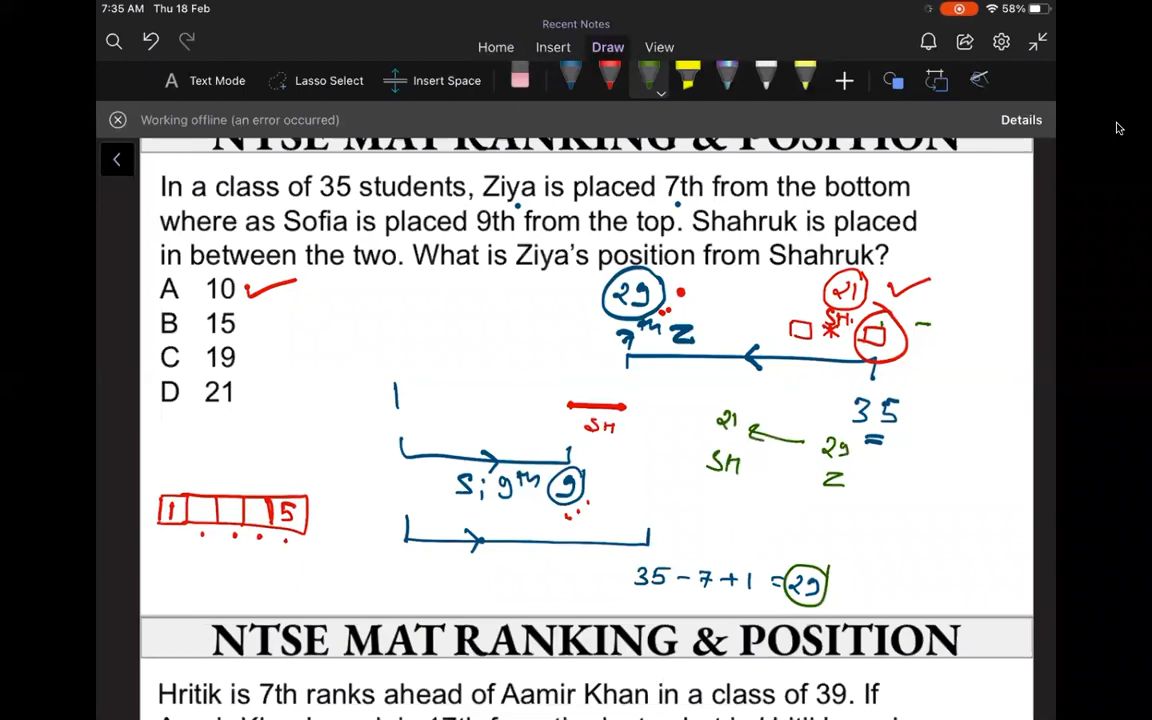 7:35 AM Thu 18 Feb
58%
Recent Notes
Home Insert Draw View
Text Mode Lasso Select Insert Space
Working offline (an error occurred) Details
NTSE MAT RANKING & POSITION
In a class of 35 students, Ziya is placed 7th from the bottom
where as Sofia is placed 9th from the top. Shahruk is placed
in between the two. What is Ziya's position from Shahruk?
A 10
B 15
C 19
D 21
29 21
7th Z SH.
35
SH 21 29
SH Z
S; 9th 9
1 5
35 - 7 + 1 = 29
NTSE MAT RANKING & POSITION
Hritik is 7th ranks ahead of Aamir Khan in a class of 39. If